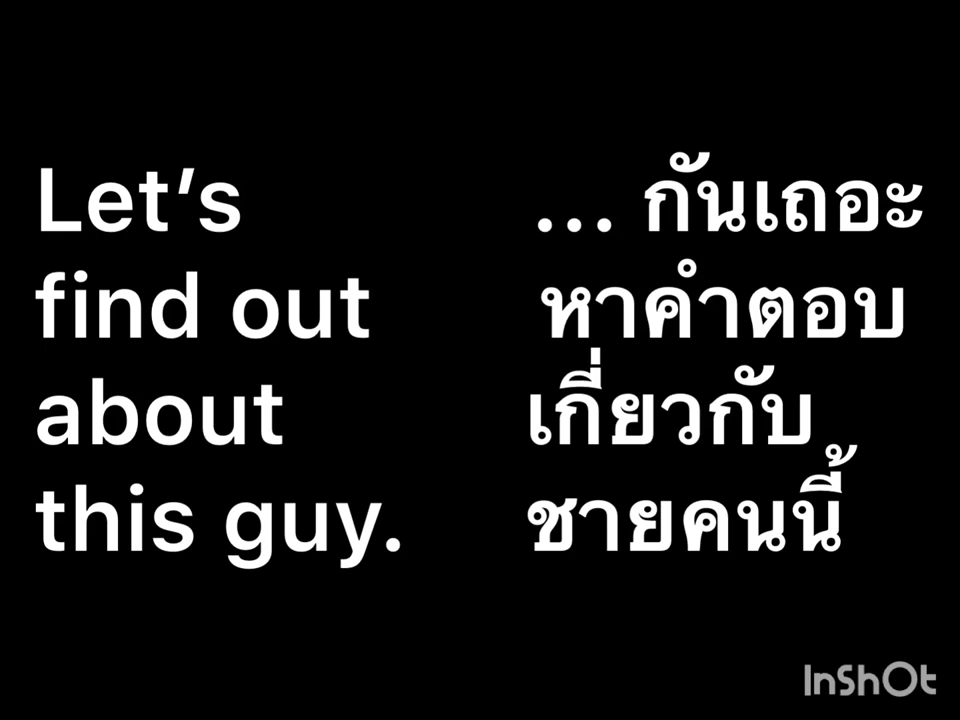 Let’s
find out
about
this guy.
... กันเถอะ
หาคำตอบ
เกี่ยวกับ
ชายคนนี้
InShOt